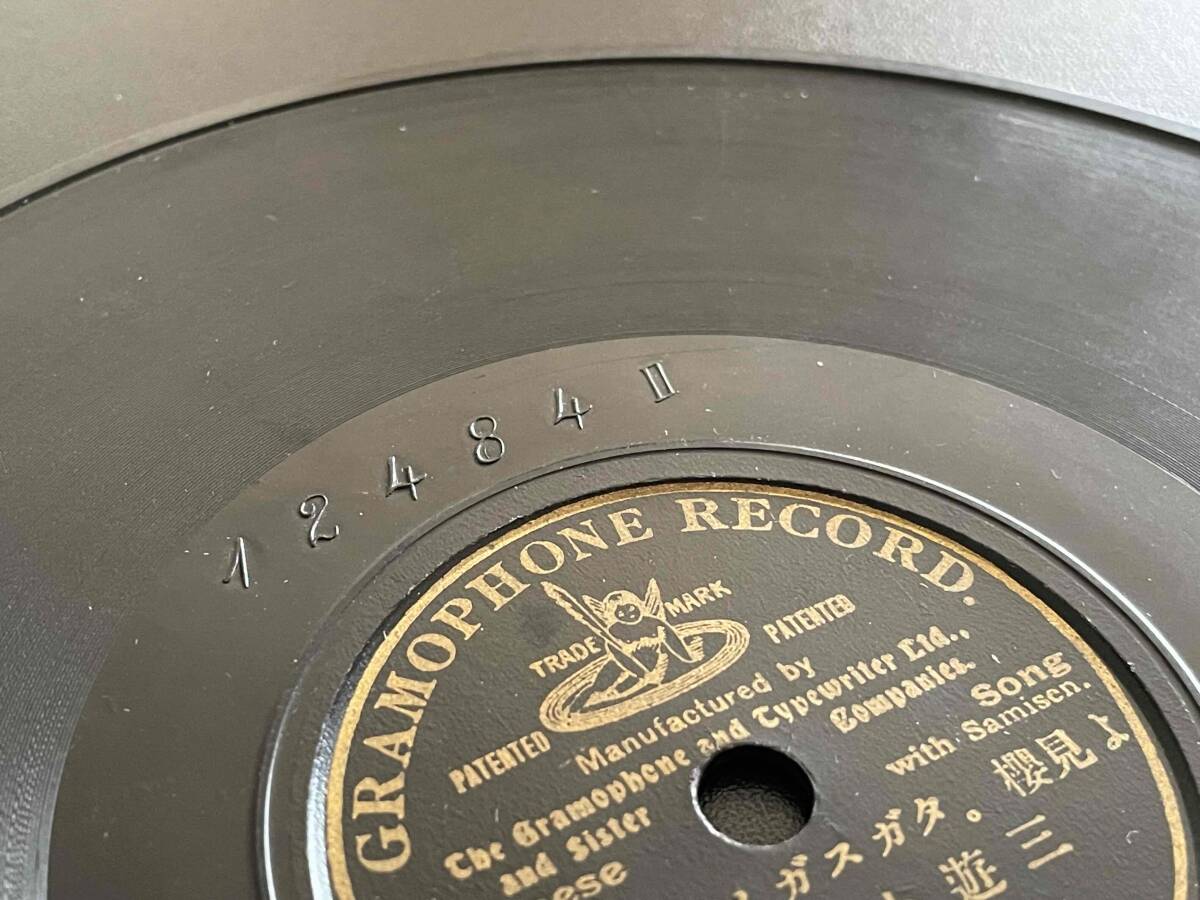 12484 II
GRAMOPHONE RECORD.
TRADE MARK
PATENTED PATENTED
Manufactured by
The Gramophone and Typewriter Ltd.,
and Sister Companies.
Song
with Samisch.
ガスガタ。櫻見よ
遊三